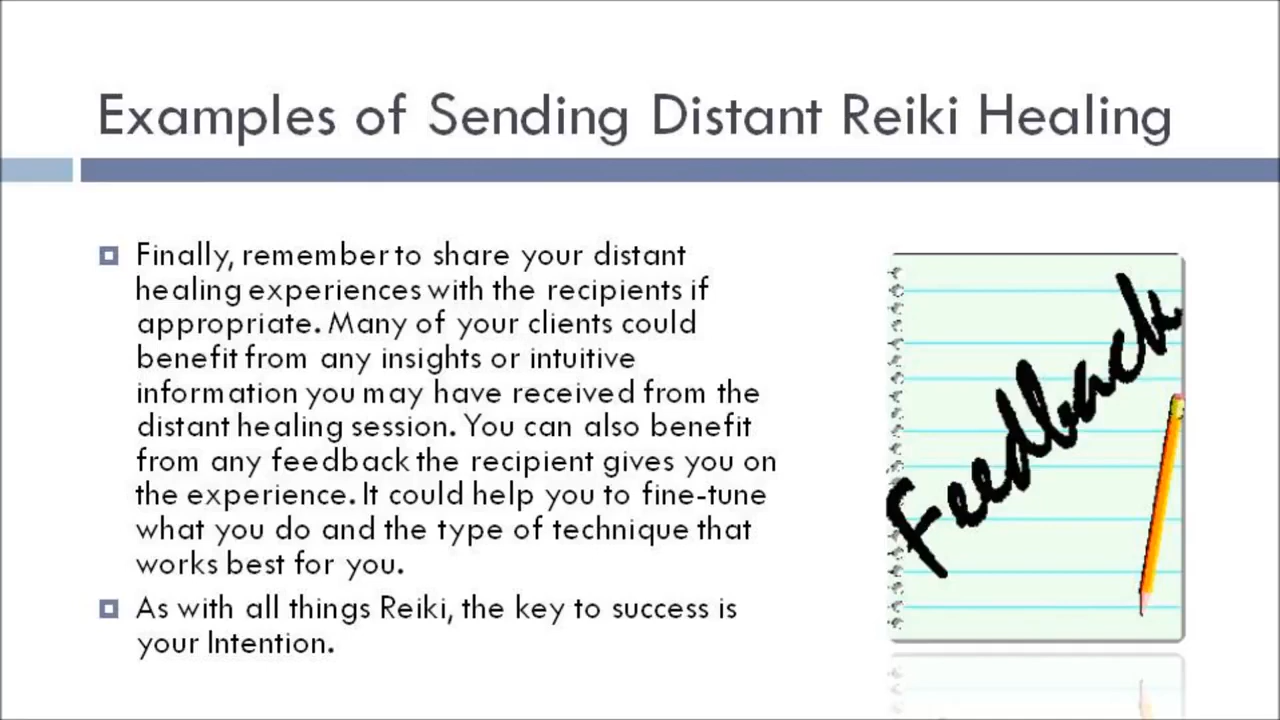 Examples of Sending Distant Reiki Healing
Finally, remember to share your distant
healing experiences with the recipients if
appropriate. Many of your clients could
benefit from any insights or intuitive
information you may have received from the
distant healing session. You can also benefit
from any feedback the recipient gives you on
the experience. It could help you to fine-tune
what you do and the type of technique that
works best for you.
As with all things Reiki, the key to success is
your Intention.
Feedback